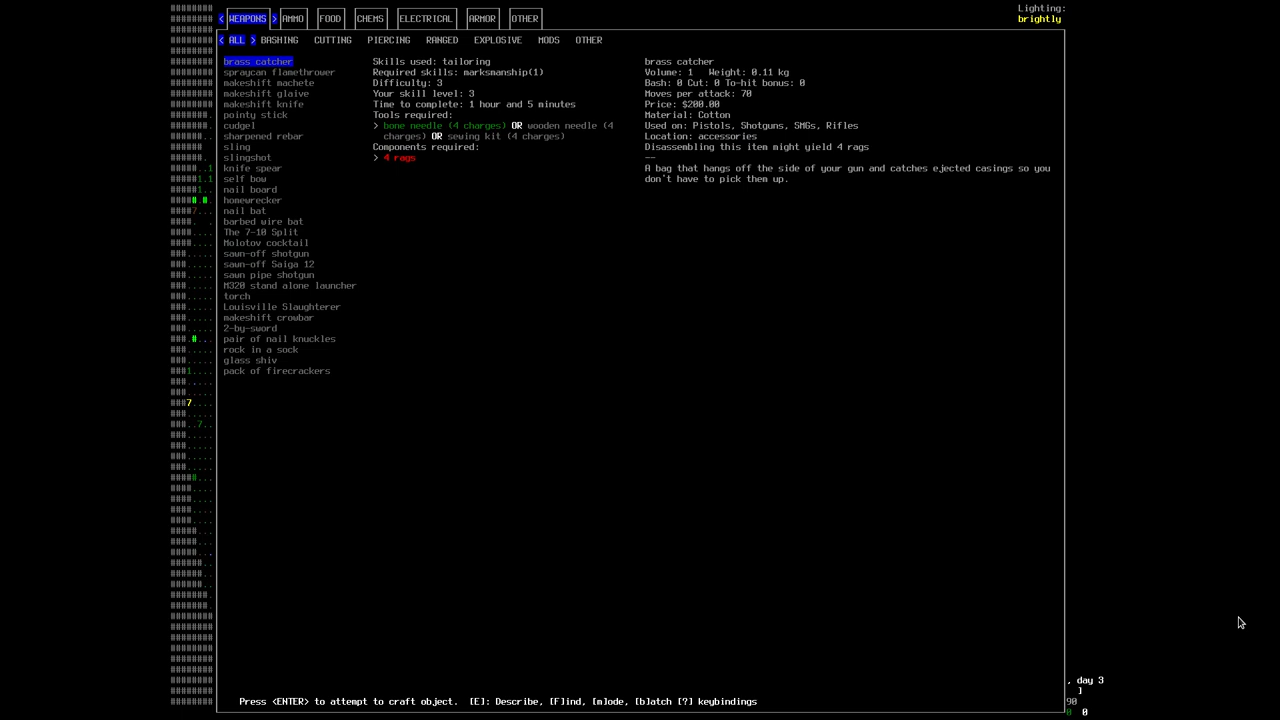 Lighting:
brightly
< WEAPONS > AMMO FOOD CHEMS ELECTRICAL ARMOR OTHER
< ALL > BASHING CUTTING PIERCING RANGED EXPLOSIVE MODS OTHER
brass catcher
spraycan flamethrower
makeshift machete
makeshift glaive
makeshift knife
pointy stick
cudgel
sharpened rebar
sling
slingshot
knife spear
self bow
nail board
homewrecker
nail bat
barbed wire bat
The 7-10 Split
Molotov cocktail
sawn-off shotgun
sawn-off Saiga 12
sawn pipe shotgun
M320 stand alone launcher
torch
Louisville Slaughterer
makeshift crowbar
2-by-sword
pair of nail knuckles
rock in a sock
glass shiv
pack of firecrackers
Skills used: tailoring
Required skills: marksmanship(1)
Difficulty: 3
Your skill level: 3
Time to complete: 1 hour and 5 minutes
Tools required:
> bone needle (4 charges) OR wooden needle (4
charges) OR sewing kit (4 charges)
Components required:
> 4 rags
brass catcher
Volume: 1 Weight: 0.11 kg
Bash: 0 Cut: 0 To-hit bonus: 0
Moves per attack: 70
Price: $200.00
Material: Cotton
Used on: Pistols, Shotguns, SMGs, Rifles
Location: accessories
Disassembling this item might yield 4 rags
--
A bag that hangs off the side of your gun and catches ejected casings so you
don't have to pick them up.
Press <ENTER> to attempt to craft object. [E]: Describe, [F]ind, [m]ode, [b]atch [?] keybindings
, day 3
]
90
0 0